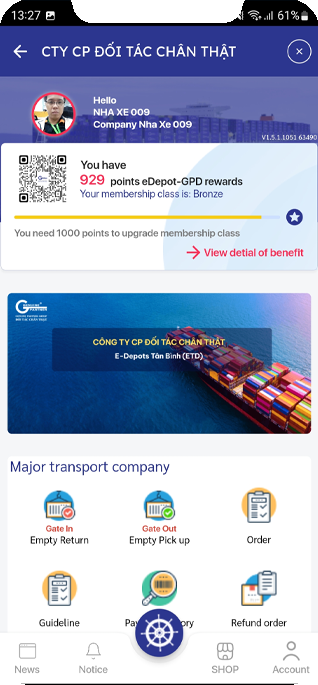 13:27
61%
CTY CP ĐỐI TÁC CHÂN THẬT
Hello
NHA XE 009
Company Nha Xe 009
V1.5.1.1051 63490
You have
929 points eDepot-GPD rewards
Your membership class is: Bronze
You need 1000 points to upgrade membership class
View detial of benefit
GENUINE PARTNER
CÔNG TY CP ĐỐI TÁC CHÂN THẬT
E-Depots Tân Bình (ETD)
Major transport company
Gate In
Empty Return
Gate Out
Empty Pick up
Order
Guideline
Pay
ory
Refund order
News
Notice
SHOP
Account